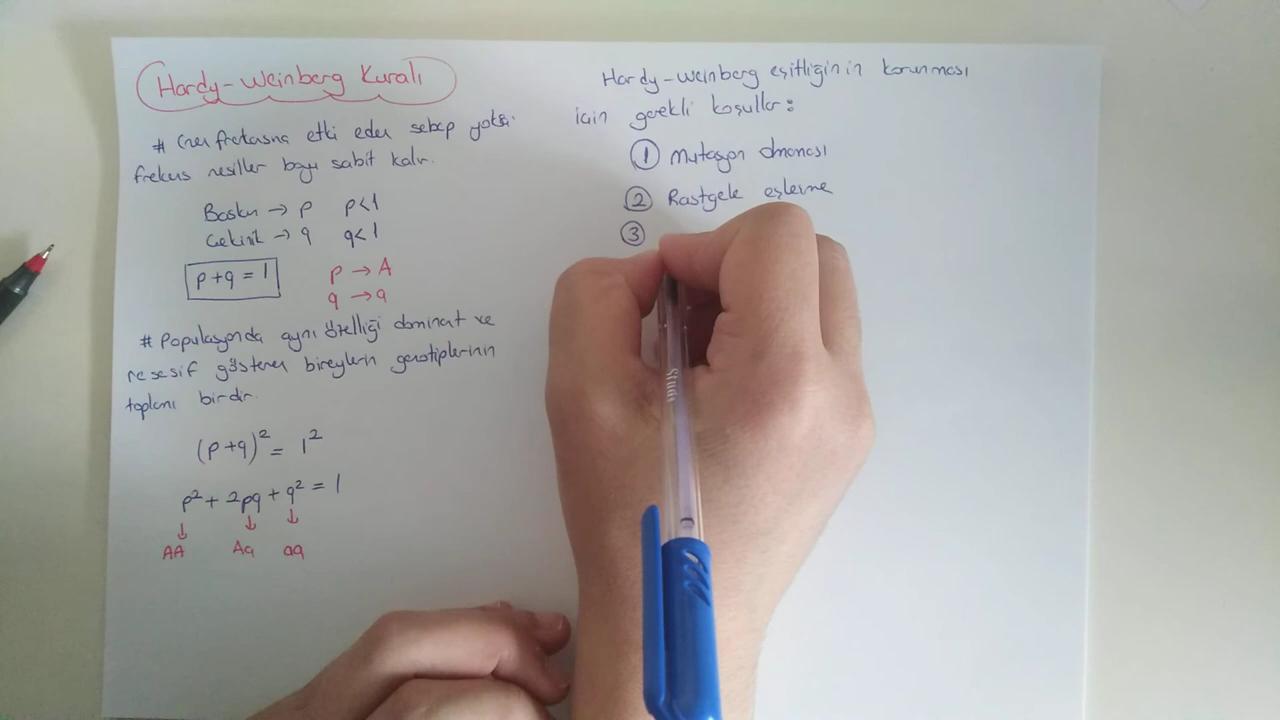 Hardy-Weinberg Kuralı
# Gen frekansına etki eden sebep yoksa
frekans nesiller boyu sabit kalır.
Baskın → p p<1
Çekinik → q q<1
p+q = 1
p → A
q → a
# Populasyonda aynı özelliği dominant ve
resesif gösteren bireylerin genotiplerinin
toplamı birdir.
(p+q)² = 1²
p² + 2pq + q² = 1
↓ ↓ ↓
AA Aa aa
Hardy-Weinberg eşitliğinin korunması
için gerekli koşullar:
① Mutasyon olmaması
② Rastgele eşleşme
③